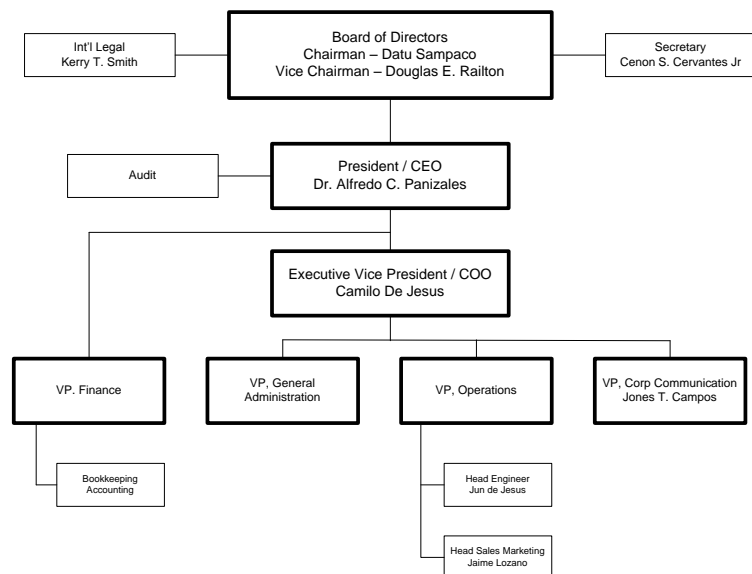 Board of Directors
Chairman – Datu Sampaco
Vice Chairman – Douglas E. Railton
Int'l Legal
Kerry T. Smith
Secretary
Cenon S. Cervantes Jr
President / CEO
Dr. Alfredo C. Panizales
Audit
Executive Vice President / COO
Camilo De Jesus
VP. Finance
VP, General
Administration
VP, Operations
VP, Corp Communication
Jones T. Campos
Bookkeeping
Accounting
Head Engineer
Jun de Jesus
Head Sales Marketing
Jaime Lozano